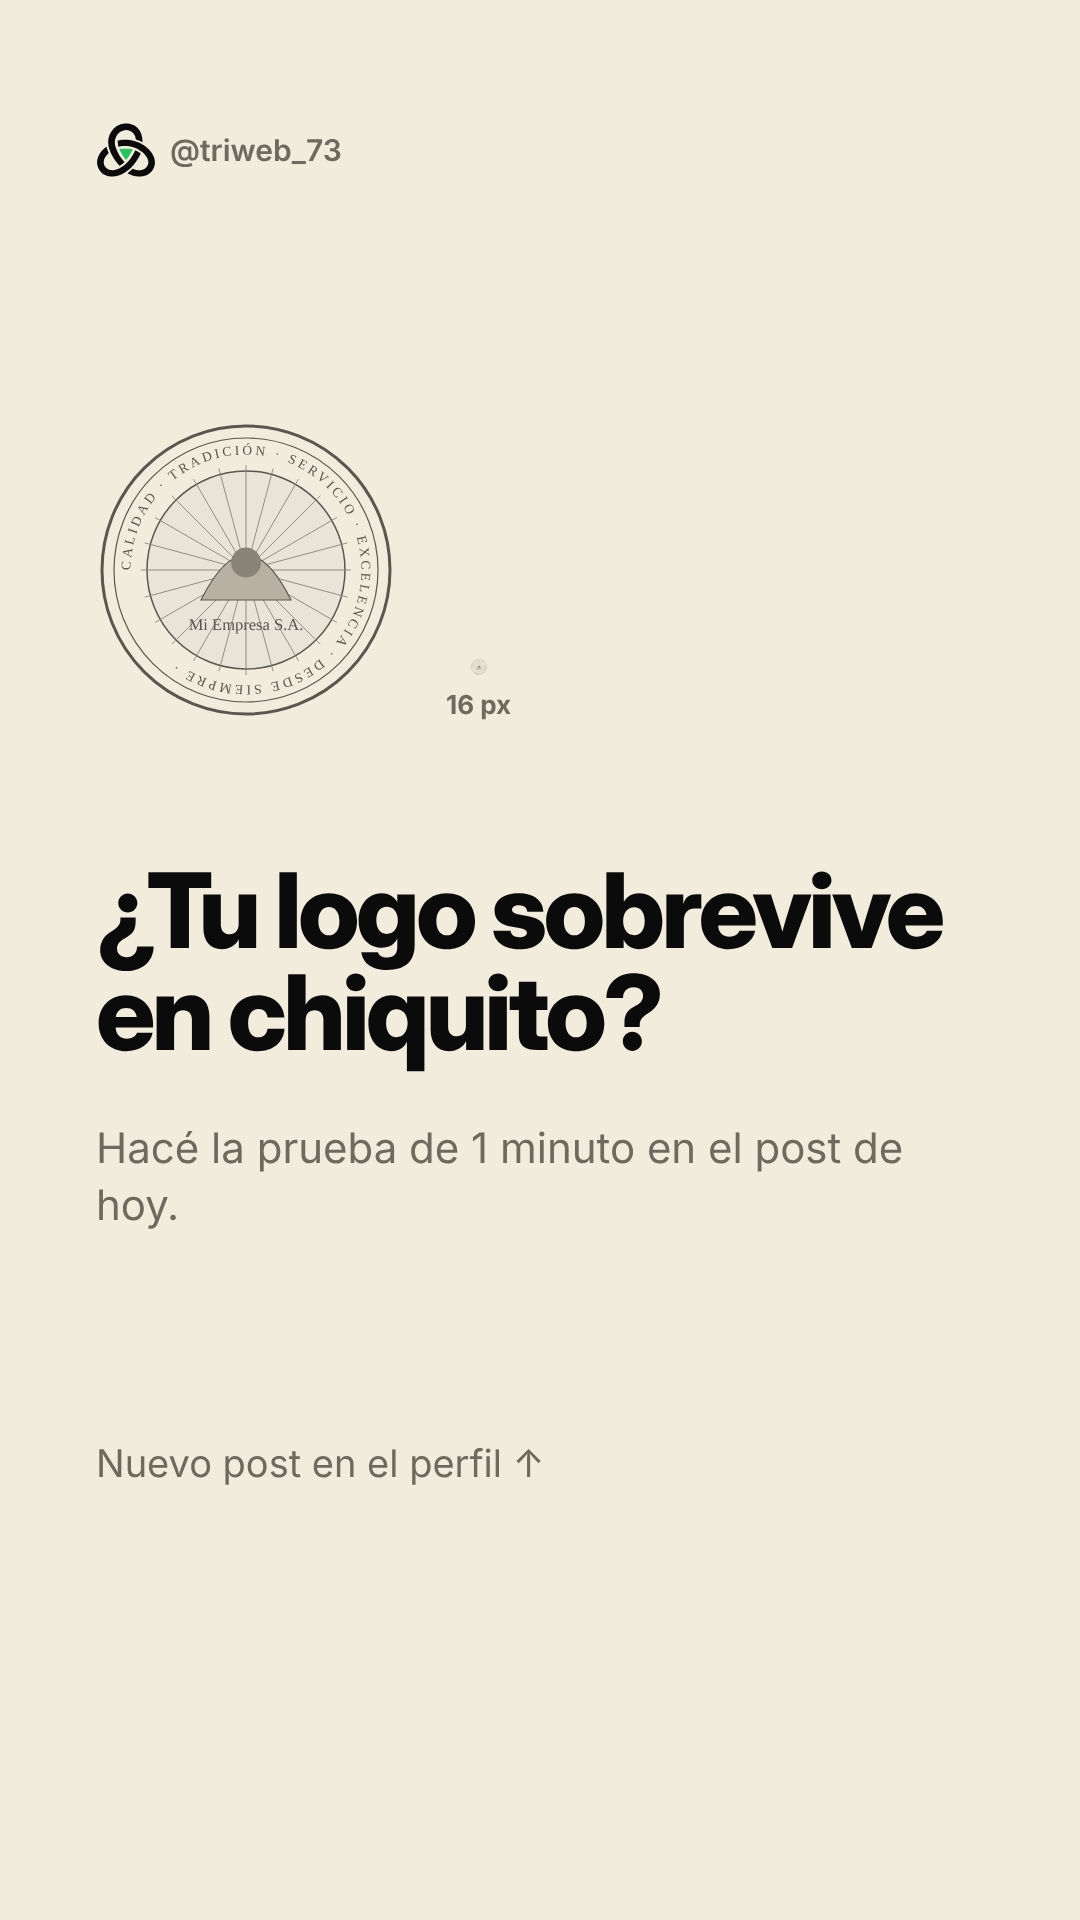 @triweb_73
CALIDAD · TRADICIÓN · SERVICIO · EXCELENCIA · DESDE SIEMPRE ·
Mi Empresa S.A.
16 px
¿Tu logo sobrevive
en chiquito?
Hacé la prueba de 1 minuto en el post de
hoy.
Nuevo post en el perfil ↑